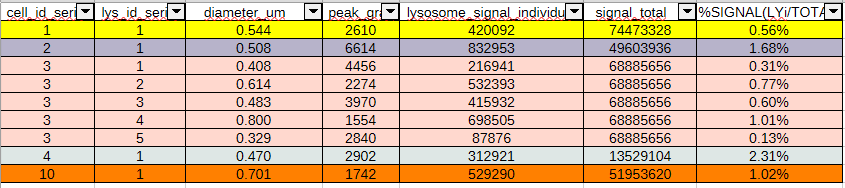 cell_id_seri lys_id_seri diameter_um peak_gra lysosome_signal_individu signal_total %SIGNAL(LYi/TOTA
1 1 0.544 2610 420092 74473328 0.56%
2 1 0.508 6614 832953 49603936 1.68%
3 1 0.408 4456 216941 68885656 0.31%
3 2 0.614 2274 532393 68885656 0.77%
3 3 0.483 3970 415932 68885656 0.60%
3 4 0.800 1554 698505 68885656 1.01%
3 5 0.329 2840 87876 68885656 0.13%
4 1 0.470 2902 312921 13529104 2.31%
10 1 0.701 1742 529290 51953620 1.02%